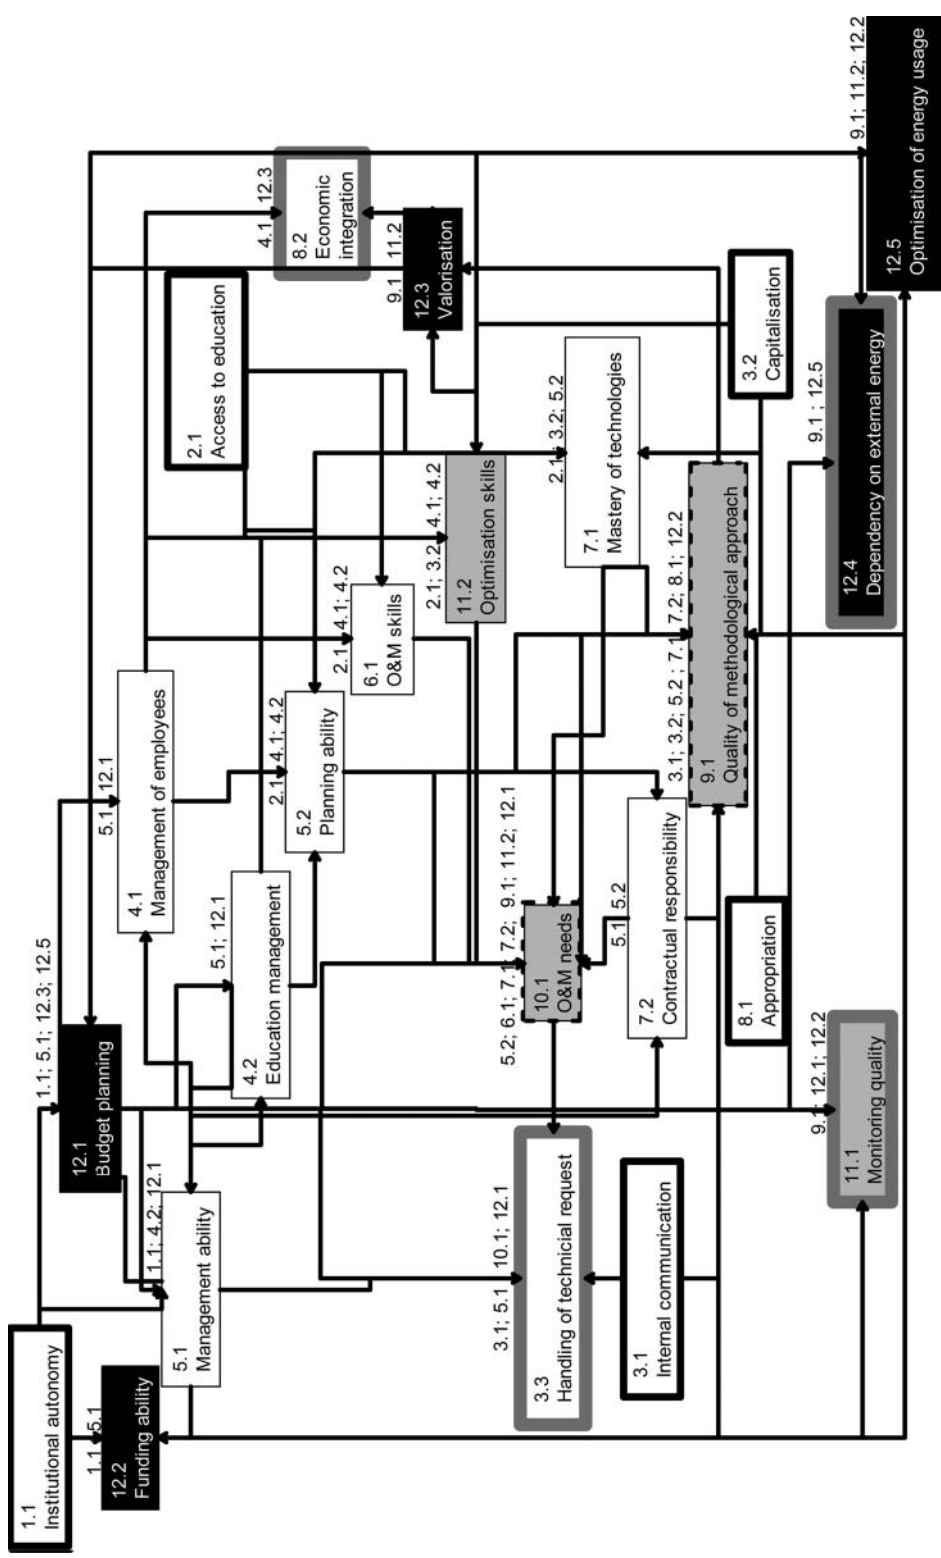 1.1
Institutional autonomy
1.1; 5.1; 12.3; 12.5
12.1
Budget planning
1.1 5.1
12.2
Funding ability
5.1 12.1
4.1
Management of employees
1.1; 4.2; 12.1
5.1
Management ability
2.1
Access to education
5.1; 12.1
4.2
Education management
4.1 12.3
8.2
Economic
integration
2.1 4.1; 4.2
5.2
Planning ability
2.1 4.1; 4.2
6.1
O&M skills
9.1 11.2
12.3
Valorisation
2.1; 3.2 4.1; 4.2
11.2
Optimisation skills
3.1; 5.1 10.1; 12.1
3.3
Handling of technicial request
5.2; 6.1; 7.1 7.2; 9.1; 11.2; 12.1
10.1
O&M needs
2.1 3.2; 5.2
7.1
Mastery of technologies
3.1
Internal communication
5.1 5.2
7.2
Contractual responsibility
3.1; 3.2; 5.2 ; 7.1 7.2; 8.1; 12.2
9.1
Quality of methodological approach
8.1
Appropriation
3.2
Capitalisation
9.1; 12.1; 12.2
11.1
Monitoring quality
9.1 ; 12.5
12.4
Dependency on external energy
9.1; 11.2; 12.2
12.5
Optimisation of energy usage